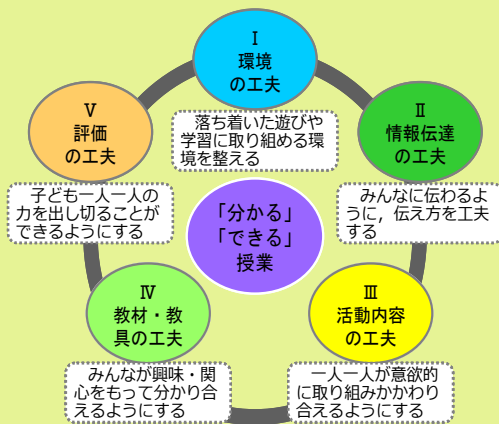 Ⅰ
環境
の工夫
落ち着いた遊びや
学習に取り組める環
境を整える
Ⅱ
情報伝達
の工夫
みんなに伝わるよ
うに，伝え方を工夫
する
Ⅲ
活動内容
の工夫
一人一人が意欲的
に取り組みかかわり
合えるようにする
Ⅳ
教材・教
具の工夫
みんなが興味・関
心をもって分かり合
えるようにする
Ⅴ
評価
の工夫
子ども一人一人の
力を出し切ることが
できるようにする
「分かる」
「できる」
授業